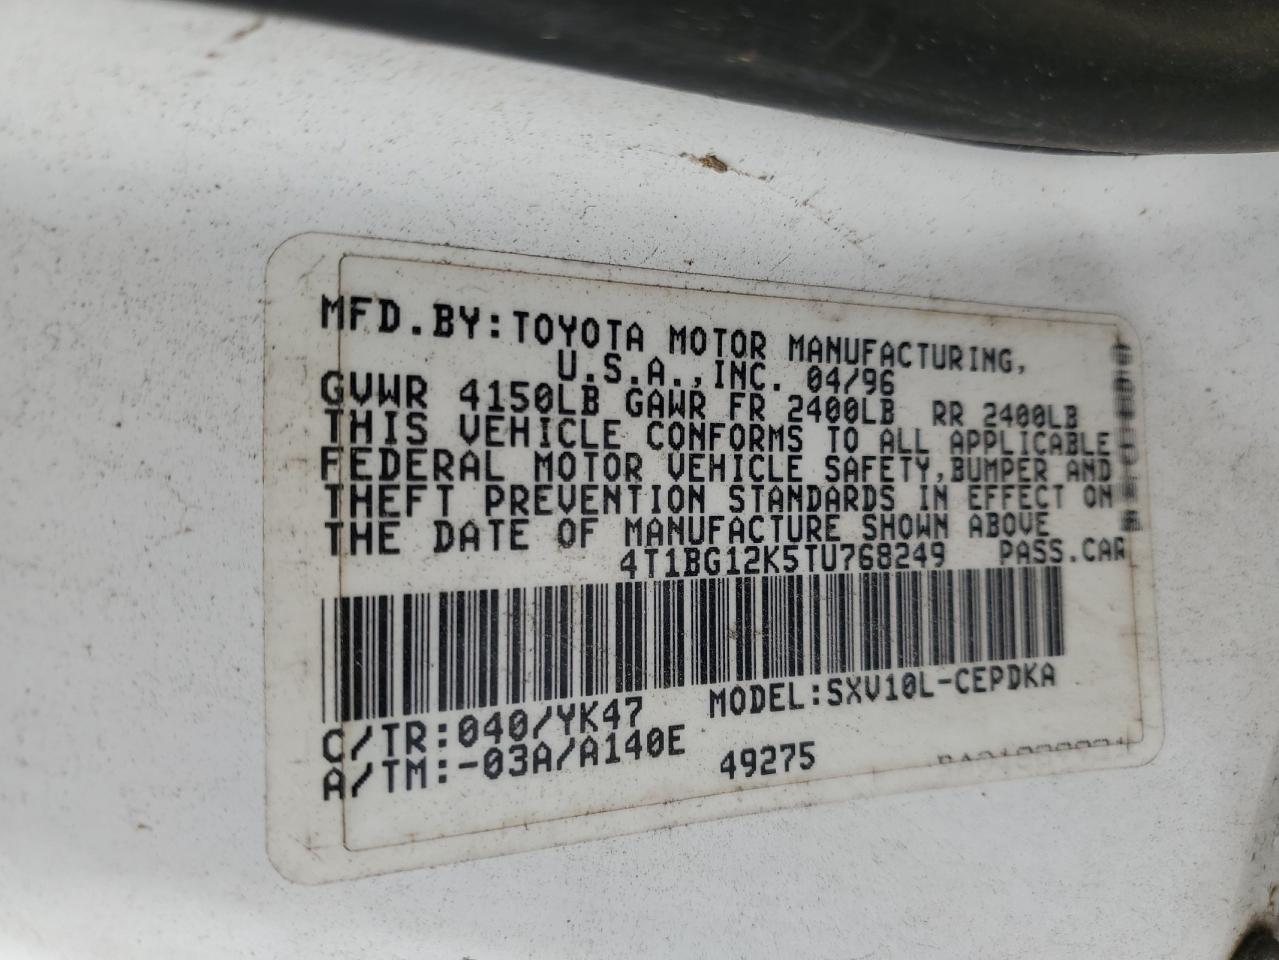 MFD.BY:TOYOTA MOTOR MANUFACTURING,
U.S.A.,INC. 04/96
GVWR 4150LB GAWR FR 2400LB RR 2400LB
THIS VEHICLE CONFORMS TO ALL APPLICABLE
FEDERAL MOTOR VEHICLE SAFETY,BUMPER AND
THEFT PREVENTION STANDARDS IN EFFECT ON
THE DATE OF MANUFACTURE SHOWN ABOVE
4T1BG12K5TU768249 PASS.CAR
C/TR:040/YK47 MODEL:SXV10L-CEPDKA
A/TM:-03A/A140E 49275